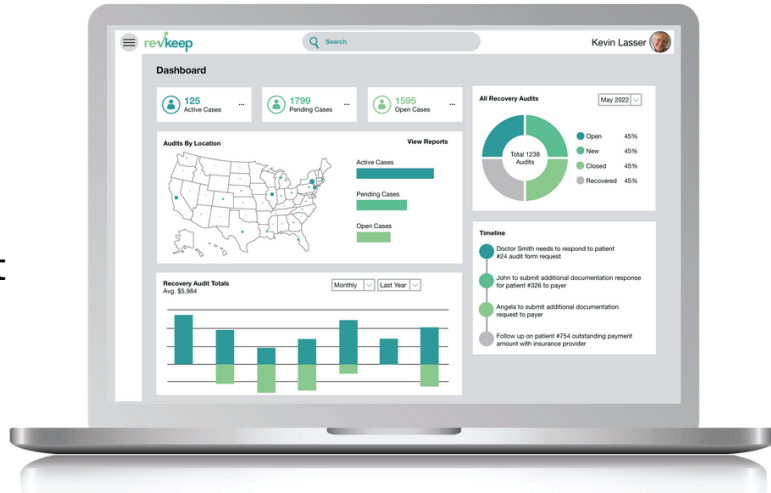 revkeep
Search
Kevin Lasser
Dashboard
125
Active Cases
...
1799
Pending Cases
...
1595
Open Cases
...
All Recovery Audits
May 2022
Total 1238
Audits
Open 45%
New 45%
Closed 45%
Recovered 45%
Audits By Location
View Reports
Active Cases
Pending Cases
Open Cases
Timeline
Doctor Smith needs to respond to patient
#24 audit form request
John to submit additional documentation response
for patient #326 to payer
Angela to submit additional documentation
request to payer
Follow up on patient #754 outstanding payment
amount with insurance provider
Recovery Audit Totals
Avg. $5,984
Monthly
Last Year
t